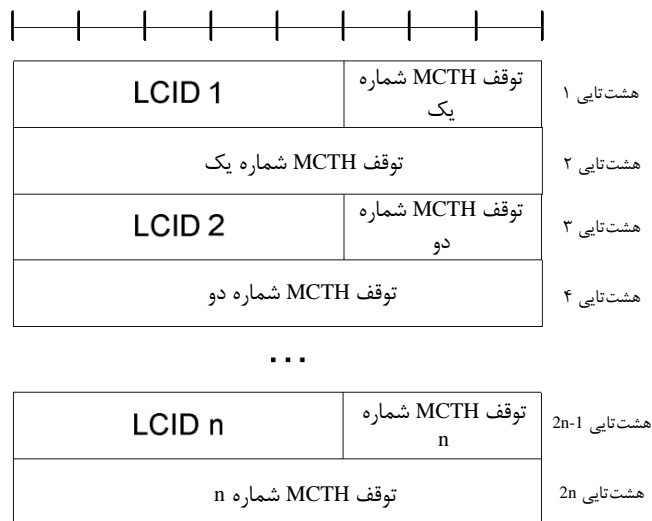 LCID 1
توقف MCTH شماره
یک
هشت‌تایی ۱
توقف MCTH شماره یک
هشت‌تایی ۲
LCID 2
توقف MCTH شماره
دو
هشت‌تایی ۳
توقف MCTH شماره دو
هشت‌تایی ۴
...
LCID n
توقف MCTH شماره
n
هشت‌تایی 2n-1
توقف MCTH شماره n
هشت‌تایی 2n